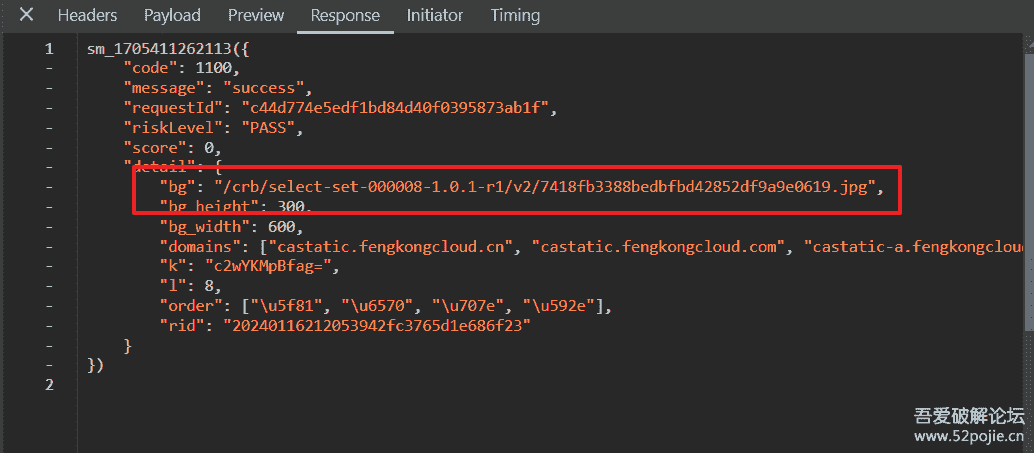 Headers Payload Preview Response Initiator Timing
1 sm_1705411262113({
- "code": 1100,
- "message": "success",
- "requestId": "c44d774e5edf1bd84d40f0395873ab1f",
- "riskLevel": "PASS",
- "score": 0,
- "detail": {
- "bg": "/crb/select-set-000008-1.0.1-r1/v2/7418fb3388bedbfbd42852df9a9e0619.jpg",
- "bg_height": 300,
- "bg_width": 600,
- "domains": ["castatic.fengkongcloud.cn", "castatic.fengkongcloud.com", "castatic-a.fengkongclou
- "k": "c2wYKMpBfag=",
- "l": 8,
- "order": ["\u5f81", "\u6570", "\u707e", "\u592e"],
- "rid": "20240116212053942fc3765d1e686f23"
- }
- })
2
吾爱破解论坛
www.52pojie.cn